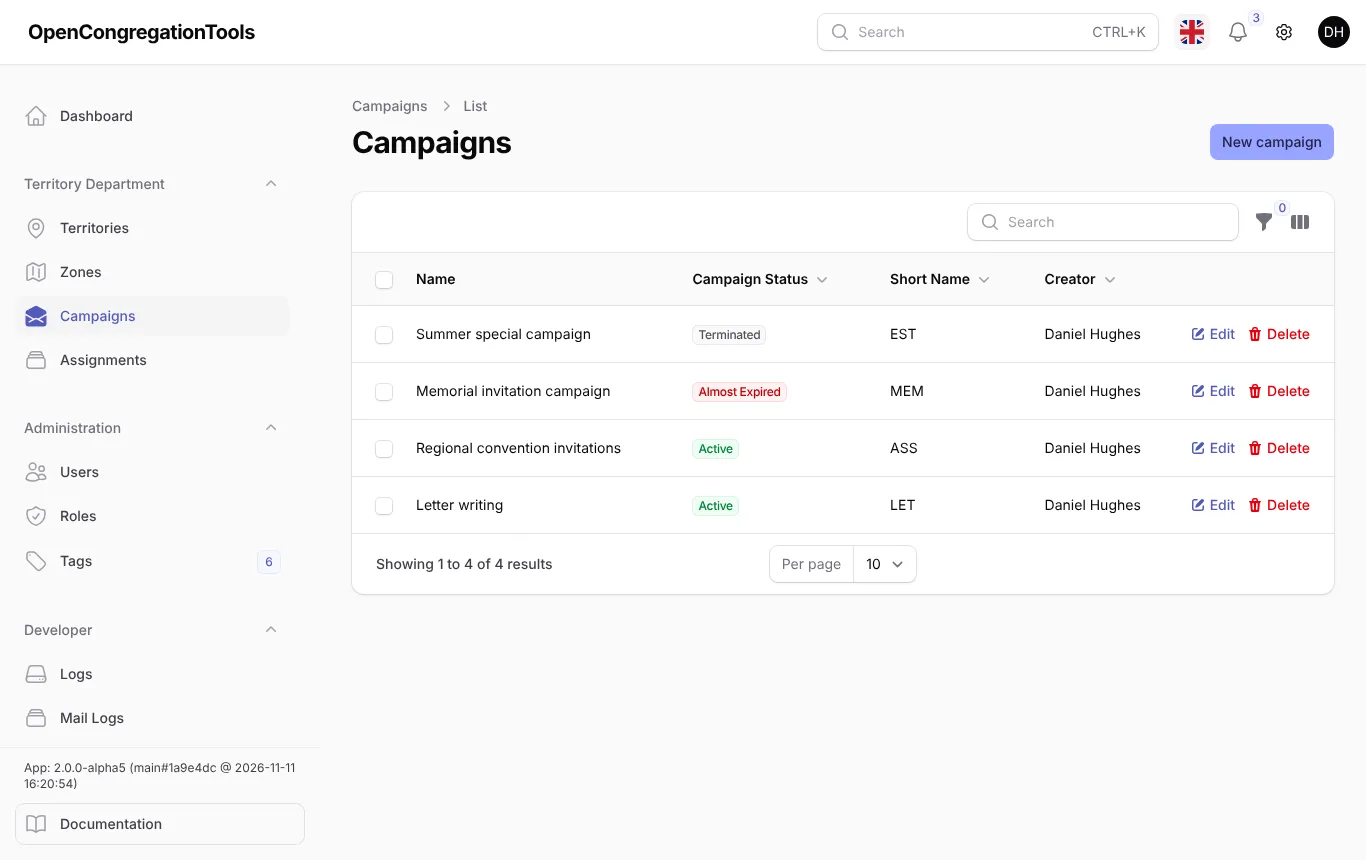 OpenCongregationTools
Search
CTRL+K
3
DH
Dashboard
Territory Department
Territories
Zones
Campaigns
Assignments
Administration
Users
Roles
Tags
6
Developer
Logs
Mail Logs
App: 2.0.0-alpha5 (main#1a9e4dc @ 2026-11-11
16:20:54)
Documentation
Campaigns
List
Campaigns
New campaign
Search
0
Name Campaign Status Short Name Creator
Summer special campaign Terminated EST Daniel Hughes Edit Delete
Memorial invitation campaign Almost Expired MEM Daniel Hughes Edit Delete
Regional convention invitations Active ASS Daniel Hughes Edit Delete
Letter writing Active LET Daniel Hughes Edit Delete
Showing 1 to 4 of 4 results Per page 10